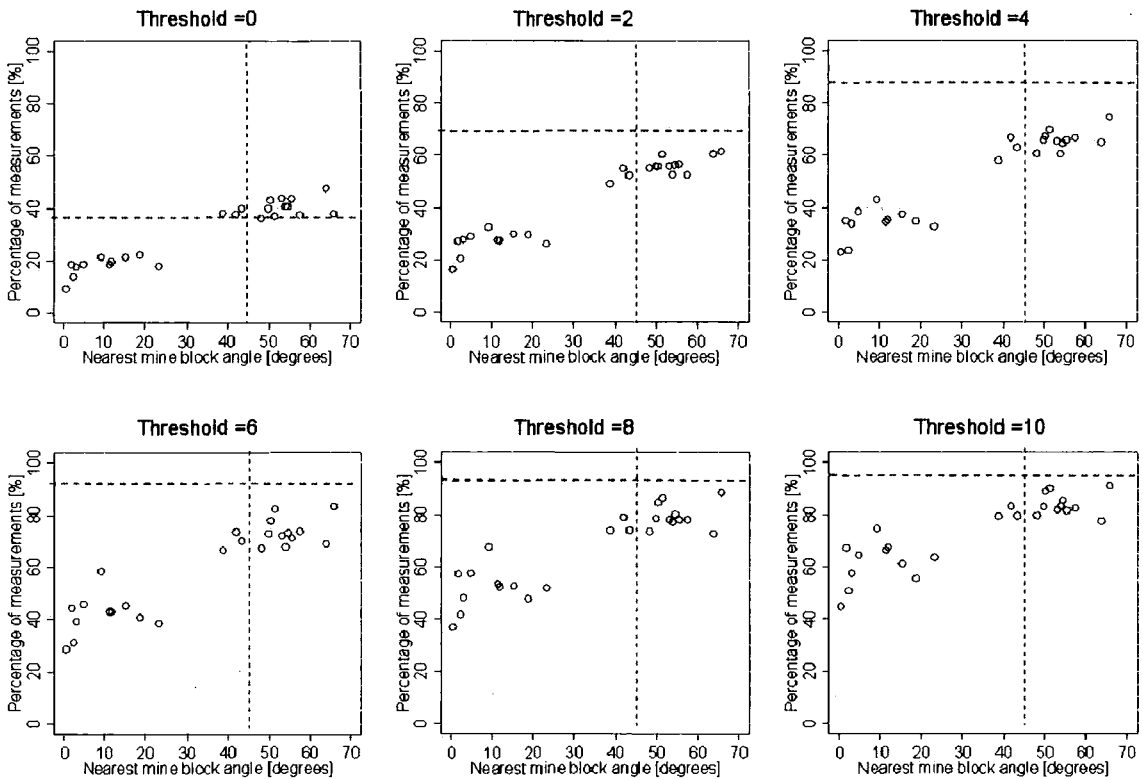 Threshold =0
Threshold =2
Threshold =4
Percentage of measurements [%]
0 20 40 60 80 100
Percentage of measurements [%]
0 20 40 60 80 100
Percentage of measurements [%]
0 20 40 60 80 100
0 10 20 30 40 50 60 70
0 10 20 30 40 50 60 70
0 10 20 30 40 50 60 70
Nearest mine block angle [degrees]
Nearest mine block angle [degrees]
Nearest mine block angle [degrees]
Threshold =6
Threshold =8
Threshold =10
Percentage of measurements [%]
0 20 40 60 80 100
Percentage of measurements [%]
0 20 40 60 80 100
Percentage of measurements [%]
0 20 40 60 80 100
0 10 20 30 40 50 60 70
0 10 20 30 40 50 60 70
0 10 20 30 40 50 60 70
Nearest mine block angle [degrees]
Nearest mine block angle [degrees]
Nearest mine block angle [degrees]